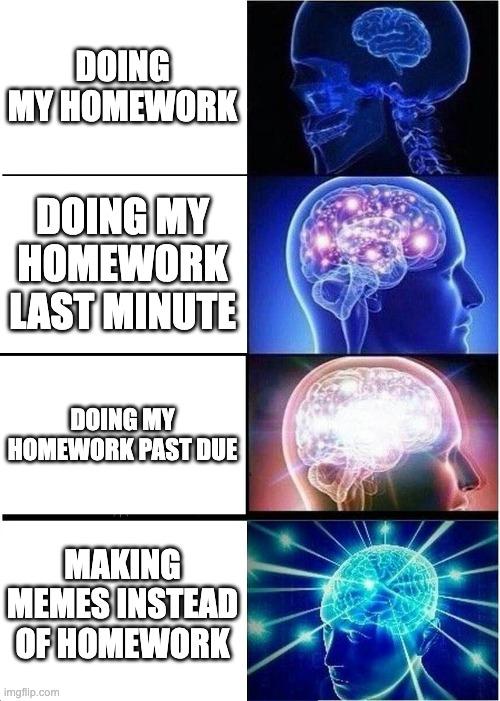 DOING
MY HOMEWORK
DOING MY
HOMEWORK
LAST MINUTE
DOING MY
HOMEWORK PAST DUE
MAKING
MEMES INSTEAD
OF HOMEWORK
imgflip.com